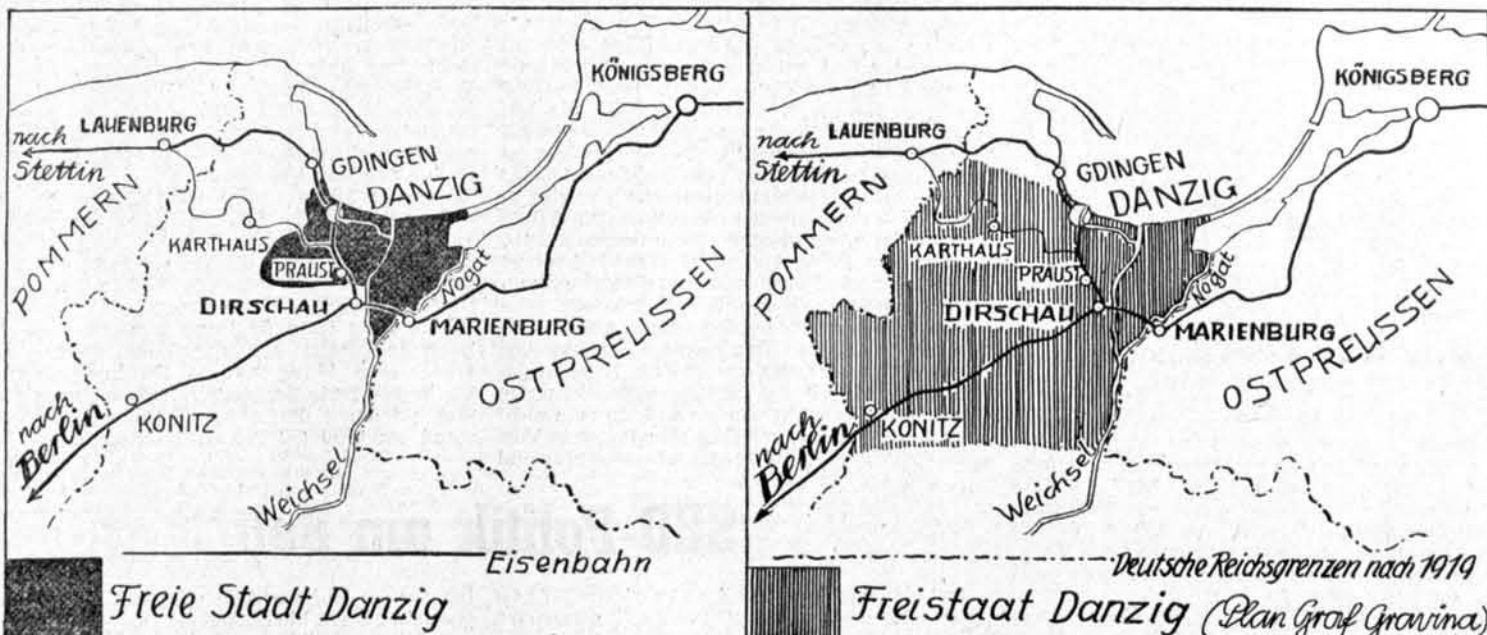 KÖNIGSBERG
nach
Stettin
LAUENBURG
GDINGEN
DANZIG
POMMERN
KARTHAUS
PRAUST
DIRSCHAU
Nogat
MARIENBURG
OSTPREUSSEN
nach
Berlin
KONITZ
Weichsel
Eisenbahn
Freie Stadt Danzig
KÖNIGSBERG
nach
Stettin
LAUENBURG
GDINGEN
DANZIG
POMMERN
KARTHAUS
PRAUST
DIRSCHAU
Nogat
MARIENBURG
OSTPREUSSEN
nach
Berlin
KONITZ
Weichsel
Deutsche Reichsgrenzen nach 1919
Freistaat Danzig (Plan Graf Gravina)